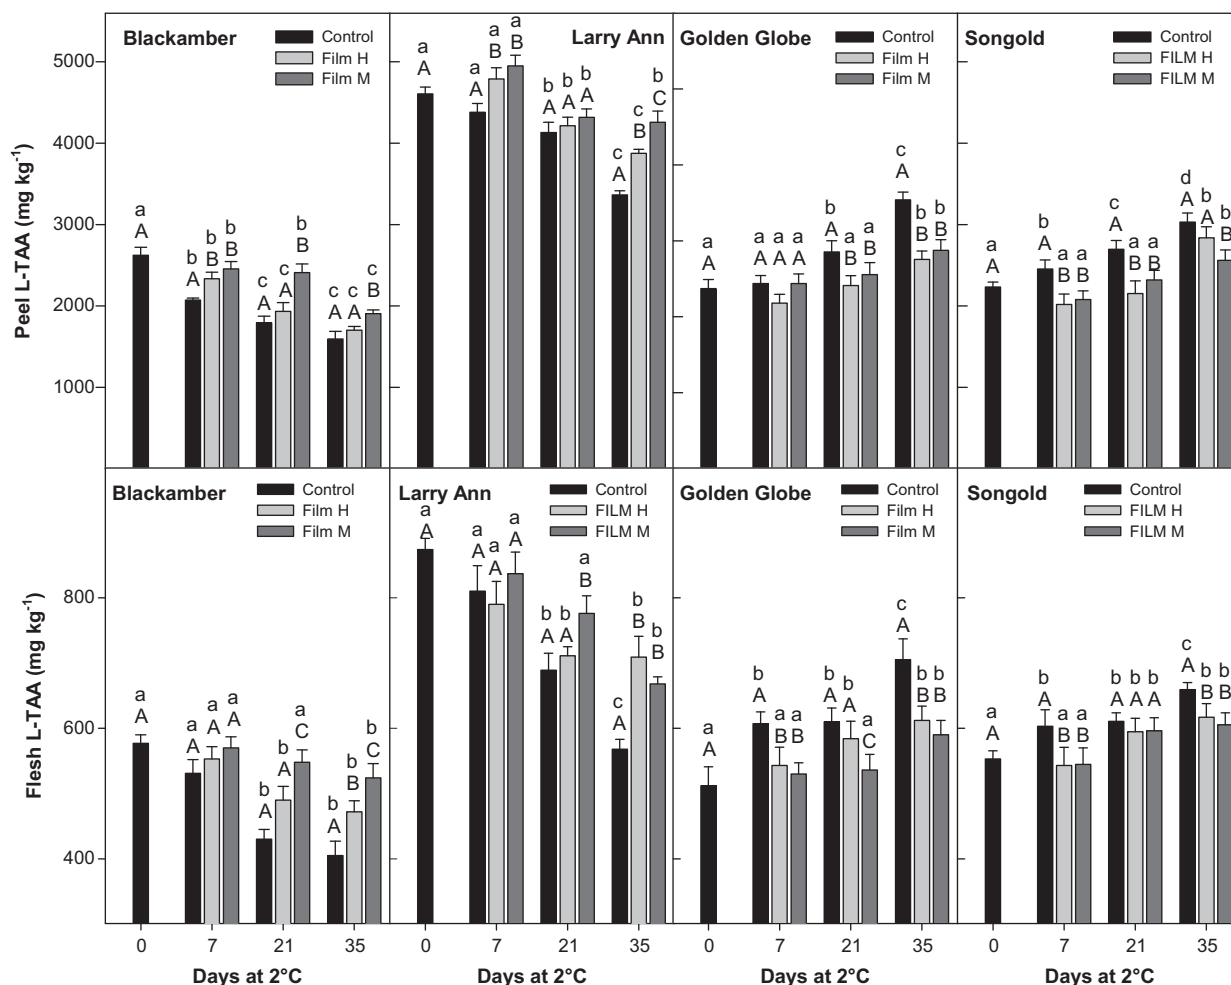 Blackamber
Control
Film H
Film M
Larry Ann
Golden Globe
Control
Film H
Film M
Songold
Control
FILM H
FILM M
Peel L-TAA (mg kg-1)
5000
4000
3000
2000
1000
a
A
b b b
A B B
c c b
A A B
c c c
A A B
a
A
a a a
A B B
b b b
A A A
c c b
A B C
a
A
a a a
A A A
b a a
A B B
c b b
A B B
a
A
b a a
A B B
c a a
A B B
d b b
A A B
Blackamber
Control
Film H
Film M
Larry Ann
Control
FILM H
FILM M
Golden Globe
Control
Film H
Film M
Songold
Control
FILM H
FILM M
Flesh L-TAA (mg kg-1)
800
600
400
a
A
a a a
A A A
b b a
A A C
b b b
A B C
a
A
a a a
A A A
b b a
A A B
c b b
A B B
a
A
b a a
A B B
b b a
A A C
c b b
A B B
a
A
b a a
A B B
b b b
A A A
c b b
A B B
0 7 21 35
0 7 21 35
0 7 21 35
0 7 21 35
Days at 2°C
Days at 2°C
Days at 2°C
Days at 2°C